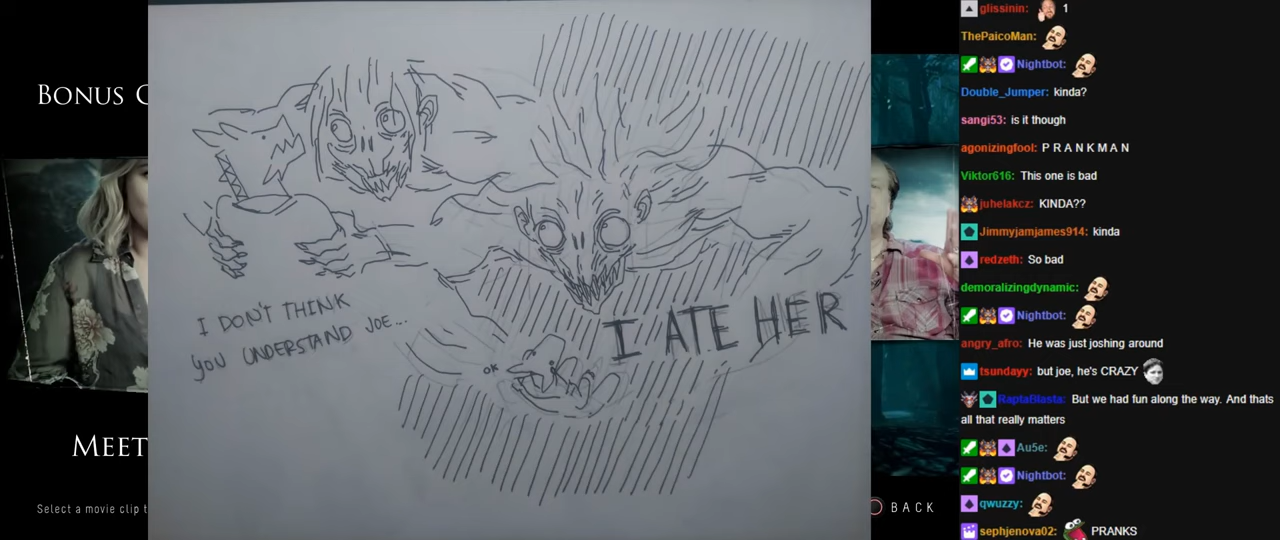 BONUS C
MEET
Select a movie clip t
BACK
I DON'T THINK
YOU UNDERSTAND JOE...
OK
I ATE HER
glissinin: 1
ThePaicoMan:
Nightbot:
Double_Jumper: kinda?
sangi53: is it though
agonizingfool: P R A N K M A N
Viktor616: This one is bad
juhelakcz: KINDA??
Jimmyjamjames914: kinda
redzeth: So bad
demoralizingdynamic:
Nightbot:
angry_afro: He was just joshing around
tsundayy: but joe, he's CRAZY
RaptaBlasta: But we had fun along the way. And thats
all that really matters
Au5e:
Nightbot:
qwuzzy:
sephjenova02: PRANKS